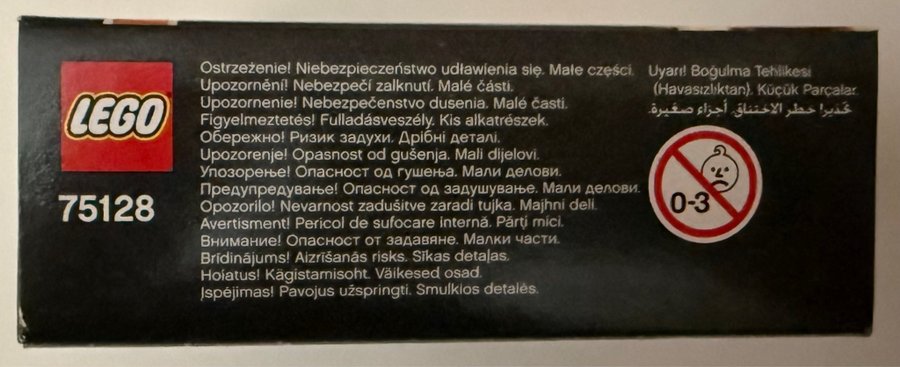 LEGO
75128
Ostrzeżenie! Niebezpieczeństwo udławienia się. Małe części.
Upozornění! Nebezpečí zalknutí. Malé části.
Upozornenie! Nebezpečenstvo dusenia. Malé časti.
Figyelmeztetés! Fulladásveszély. Kis alkatrészek.
Обережно! Ризик задухи. Дрібні деталі.
Upozorenje! Opasnost od gušenja. Mali dijelovi.
Упозорење! Опасност од гушења. Мали делови.
Предупредување! Опасност од задушување. Мали делови.
Opozorilo! Nevarnost zadušitve zaradi tujka. Majhni deli.
Avertisment! Pericol de sufocare internă. Părți mici.
Внимание! Опасност от задавяне. Малки части.
Brīdinājums! Aizrīšanās risks. Sīkas detaļas.
Hoiatus! Kägistamisoht. Väikesed osad.
Įspėjimas! Pavojus užspringti. Smulkios detalės.
Uyarı! Boğulma Tehlikesi
(Havasızlıktan). Küçük Parçalar.
تحذير! خطر الاختناق. أجزاء صغيرة.
0-3